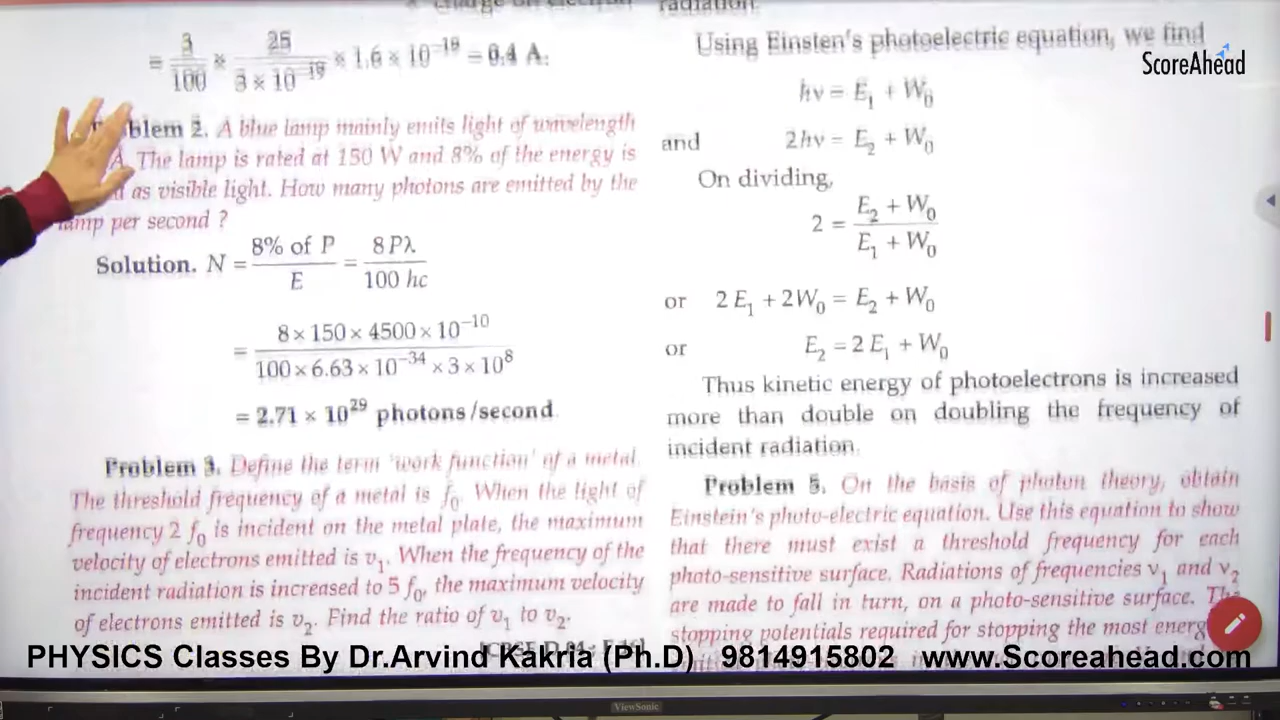 radiation.
= 3/100 × 25/3 × 10⁻¹⁹ × 1.6 × 10⁻¹⁹ = 0.4 A.
blem 2. A blue lamp mainly emits light of wavelength
Å. The lamp is rated at 150 W and 8% of the energy is
as visible light. How many photons are emitted by the
lamp per second ?
Solution. N = 8% of P/E = 8 Pλ/100 hc
= 8 × 150 × 4500 × 10⁻¹⁰/100 × 6.63 × 10⁻³⁴ × 3 × 10⁸
= 2.71 × 10²⁹ photons/second.
Problem 3. Define the term 'work function' of a metal.
The threshold frequency of a metal is f₀. When the light of
frequency 2 f₀ is incident on the metal plate, the maximum
velocity of electrons emitted is v₁. When the frequency of the
incident radiation is increased to 5 f₀, the maximum velocity
of electrons emitted is v₂. Find the ratio of v₁ to v₂.
Using Einsten's photoelectric equation, we find
ScoreAhead
hν = E₁ + W₀
and 2hν = E₂ + W₀
On dividing,
2 = E₂ + W₀/E₁ + W₀
or 2 E₁ + 2W₀ = E₂ + W₀
or E₂ = 2 E₁ + W₀
Thus kinetic energy of photoelectrons is increased
more than double on doubling the frequency of
incident radiation.
Problem 5. On the basis of photon theory, obtain
Einstein's photo-electric equation. Use this equation to show
that there must exist a threshold frequency for each
photo-sensitive surface. Radiations of frequencies ν₁ and ν₂
are made to fall in turn, on a photo-sensitive surface. The
stopping potentials required for stopping the most energ
PHYSICS Classes By Dr.Arvind Kakria (Ph.D) 9814915802 www.Scoreahead.com
ViewSonic